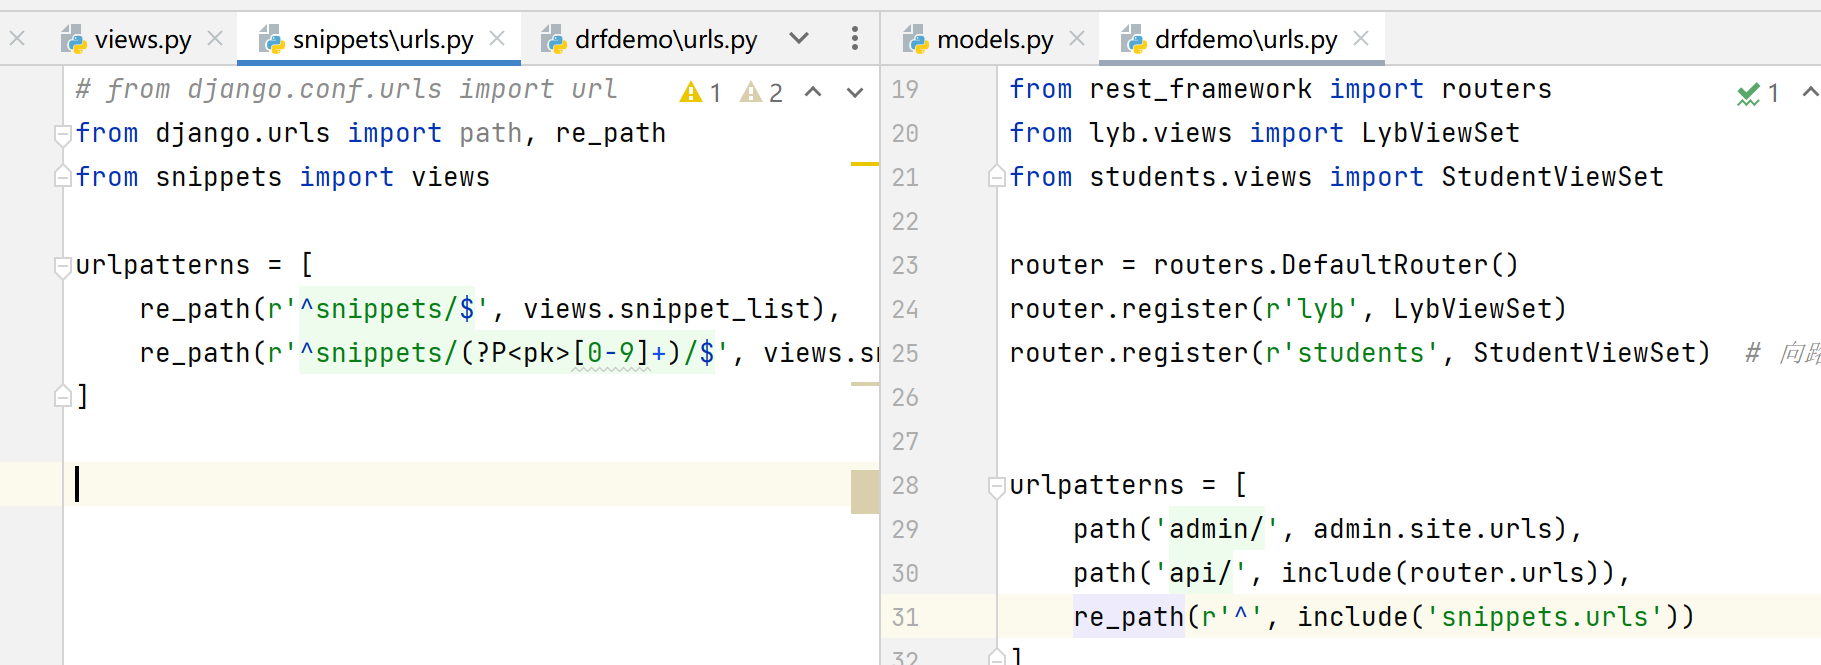 views.py snippets\urls.py drfdemo\urls.py
# from django.conf.urls import url 1 2
from django.urls import path, re_path
from snippets import views
urlpatterns = [
re_path(r'^snippets/$', views.snippet_list),
re_path(r'^snippets/(?P<pk>[0-9]+)/$', views.sn
]
models.py drfdemo\urls.py
19 from rest_framework import routers 1
20 from lyb.views import LybViewSet
21 from students.views import StudentViewSet
22
23 router = routers.DefaultRouter()
24 router.register(r'lyb', LybViewSet)
25 router.register(r'students', StudentViewSet) # 向路
26
27
28 urlpatterns = [
29 path('admin/', admin.site.urls),
30 path('api/', include(router.urls)),
31 re_path(r'^', include('snippets.urls'))
32 ]